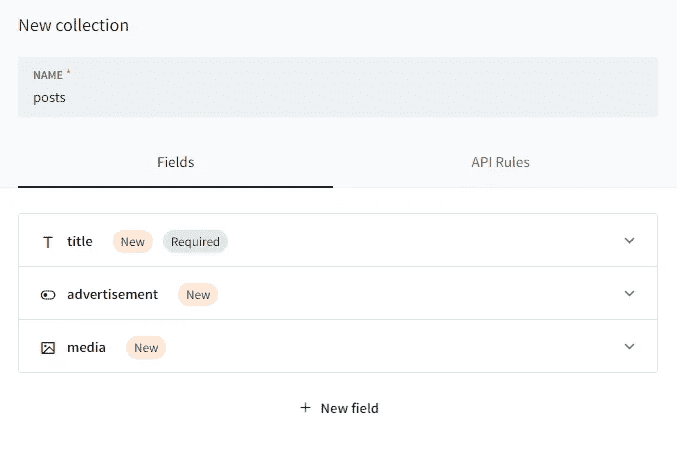 New collection
NAME *
posts
Fields API Rules
title New Required
advertisement New
media New
+ New field